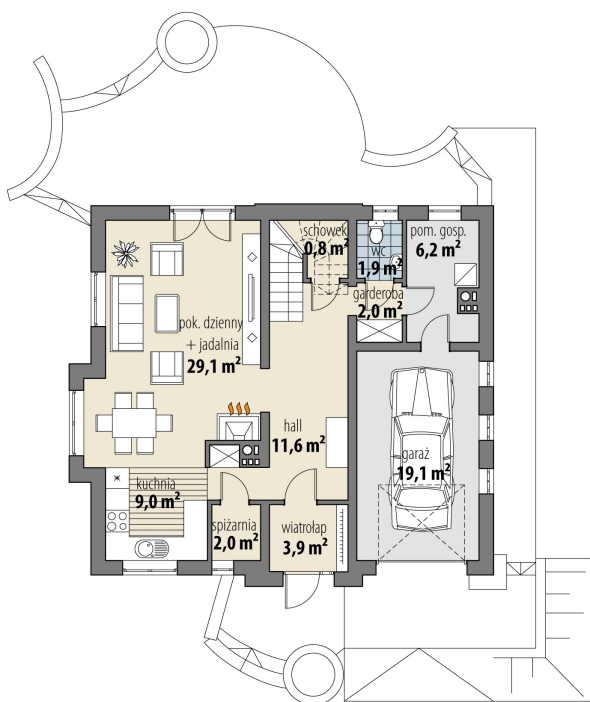 schowek
0,8 m²
wc
1,9 m²
pom. gosp.
6,2 m²
garderoba
2,0 m²
pok. dzienny
+ jadalnia
29,1 m²
hall
11,6 m²
garaż
19,1 m²
kuchnia
9,0 m²
spiżarnia
2,0 m²
wiatrołap
3,9 m²